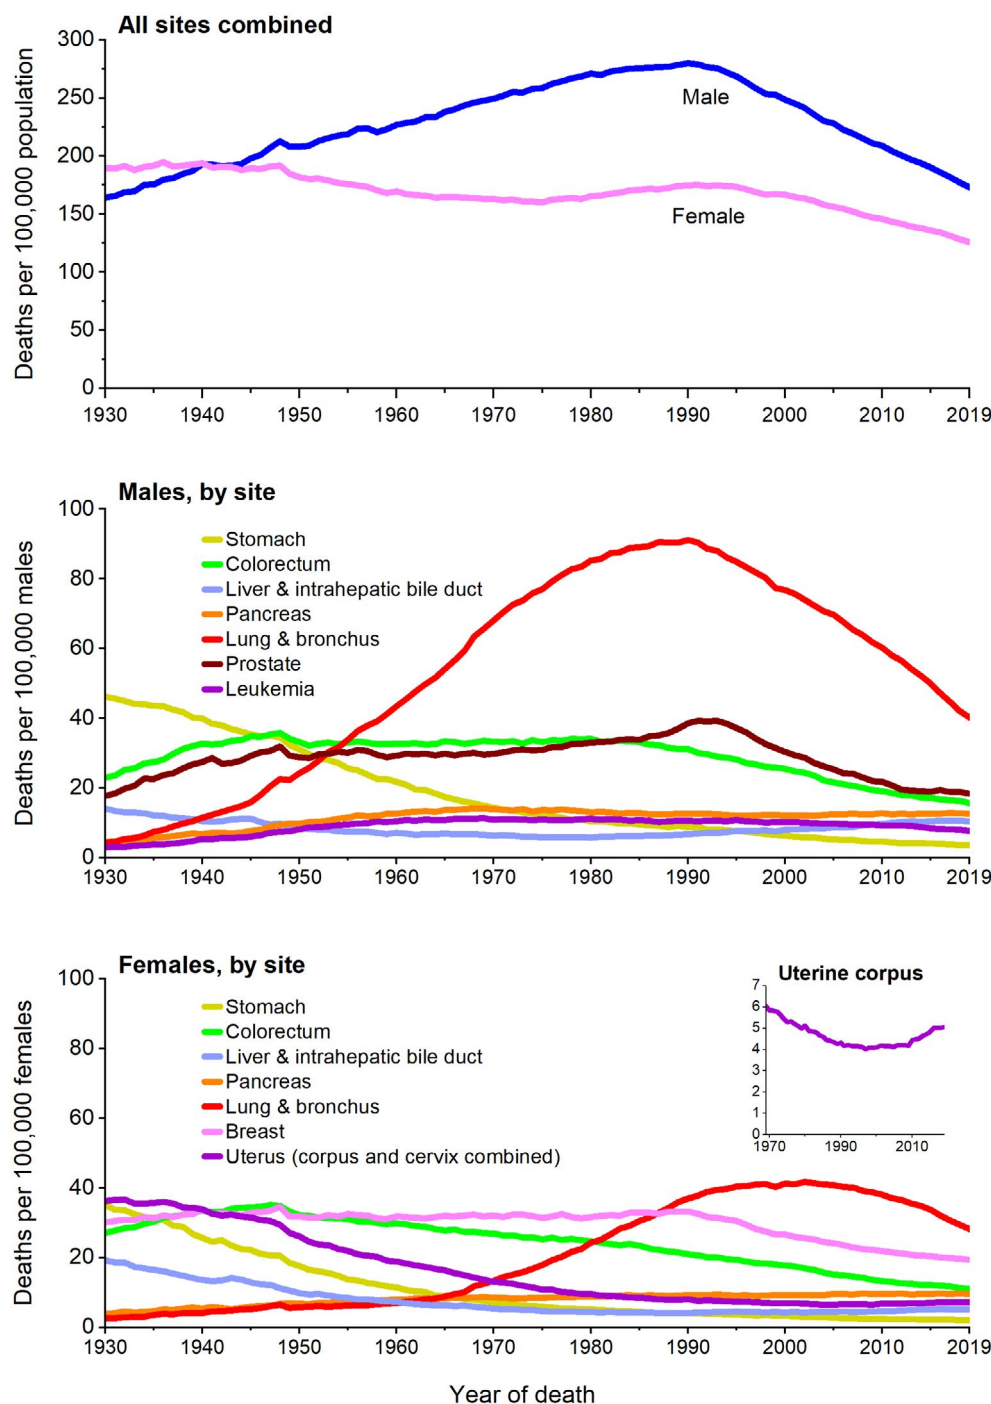 All sites combined
Deaths per 100,000 population
300
250
200
150
100
50
0
Male
Female
1930 1940 1950 1960 1970 1980 1990 2000 2010 2019
Males, by site
Deaths per 100,000 males
100
80
60
40
20
0
Stomach
Colorectum
Liver & intrahepatic bile duct
Pancreas
Lung & bronchus
Prostate
Leukemia
1930 1940 1950 1960 1970 1980 1990 2000 2010 2019
Females, by site
Deaths per 100,000 females
100
80
60
40
20
0
Stomach
Colorectum
Liver & intrahepatic bile duct
Pancreas
Lung & bronchus
Breast
Uterus (corpus and cervix combined)
Uterine corpus
7
6
5
4
3
2
1
0
1970 1990 2010
1930 1940 1950 1960 1970 1980 1990 2000 2010 2019
Year of death